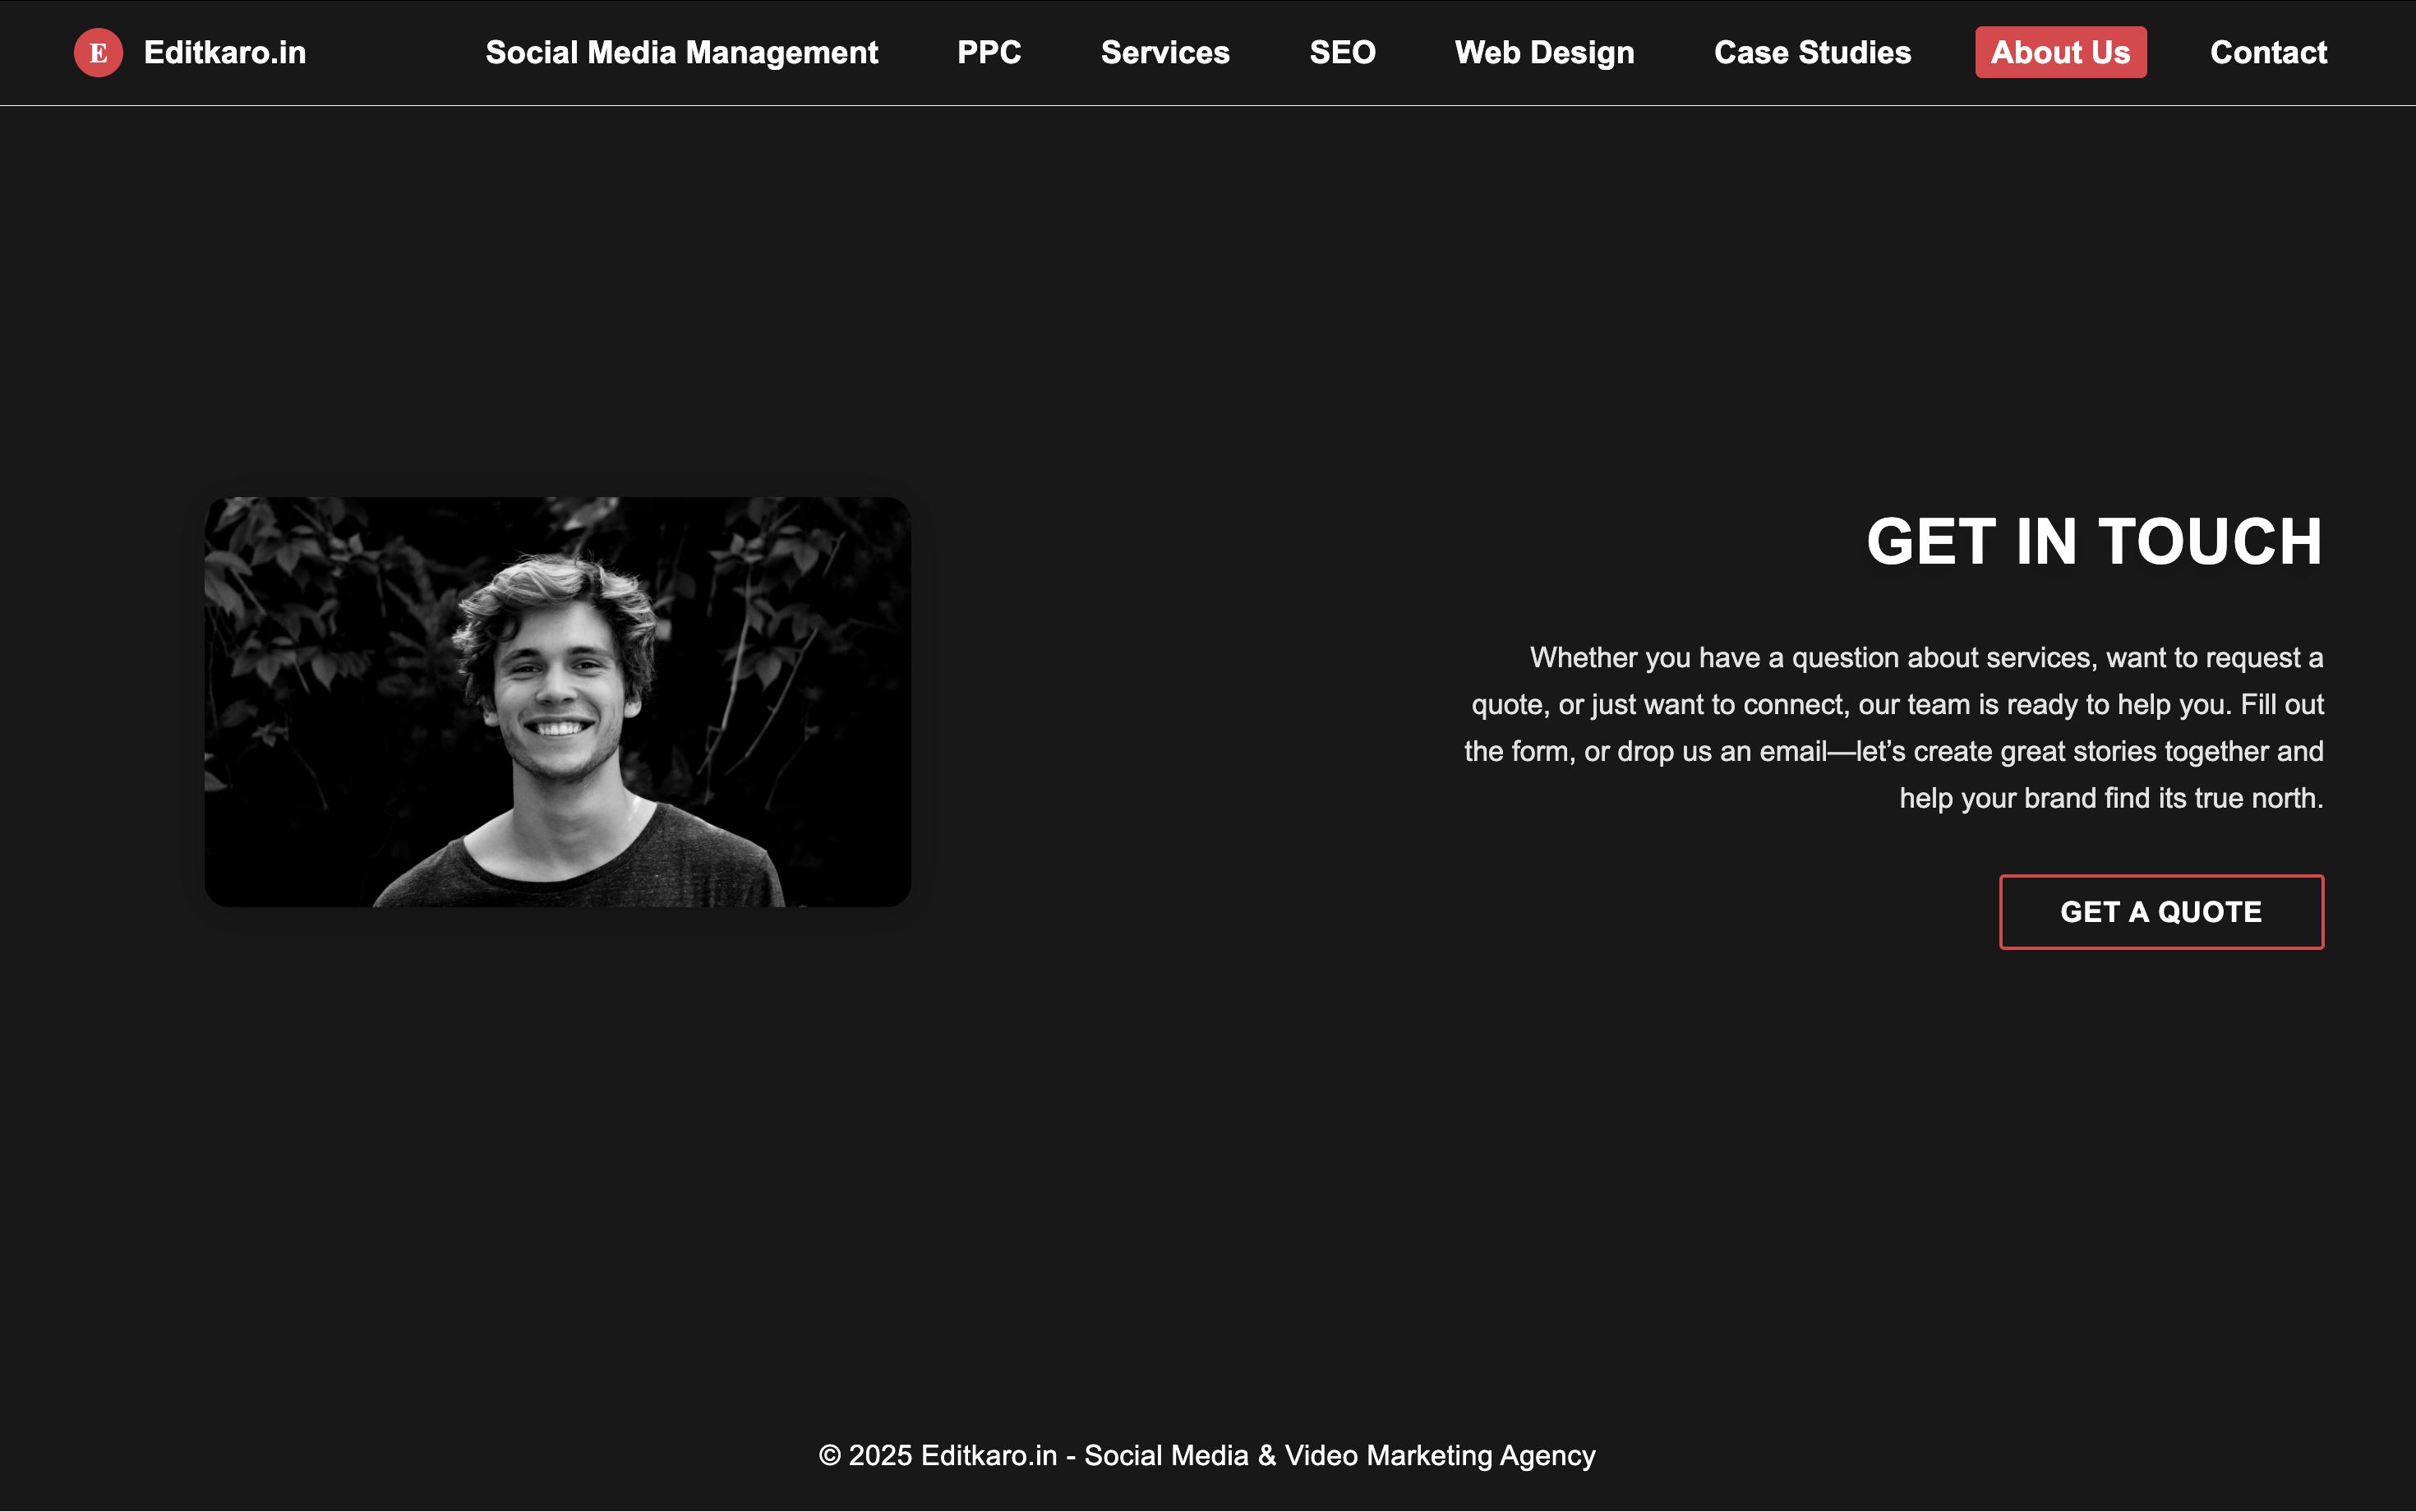 E Editkaro.in Social Media Management PPC Services SEO Web Design Case Studies About Us Contact
GET IN TOUCH
Whether you have a question about services, want to request a
quote, or just want to connect, our team is ready to help you. Fill out
the form, or drop us an email—let’s create great stories together and
help your brand find its true north.
GET A QUOTE
© 2025 Editkaro.in - Social Media & Video Marketing Agency